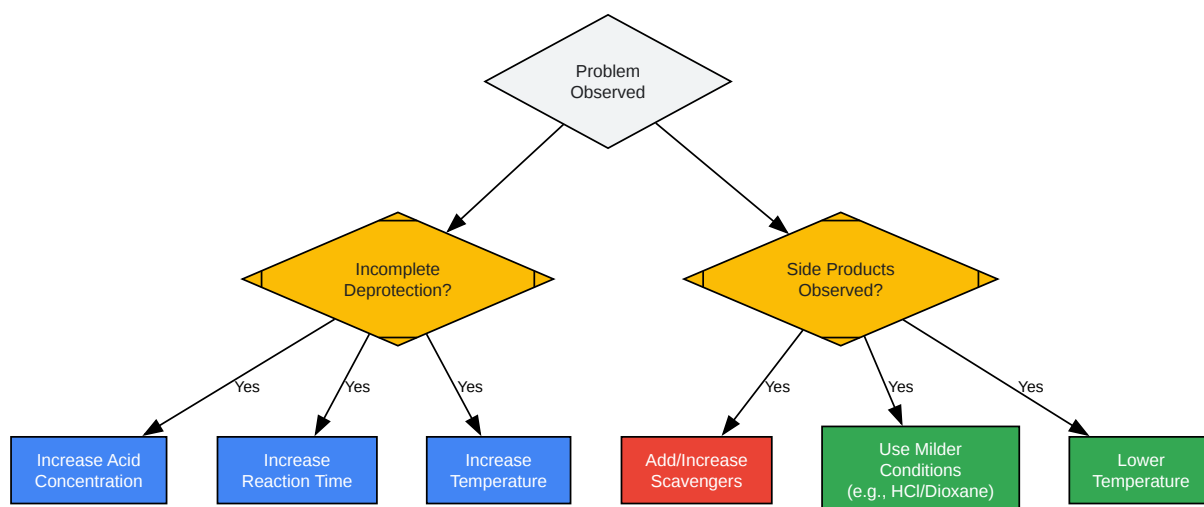 Problem
Observed
Incomplete
Deprotection?
Side Products
Observed?
Yes
Yes
Yes
Yes
Yes
Yes
Increase Acid
Concentration
Increase
Reaction Time
Increase
Temperature
Add/Increase
Scavengers
Use Milder
Conditions
(e.g., HCl/Dioxane)
Lower
Temperature